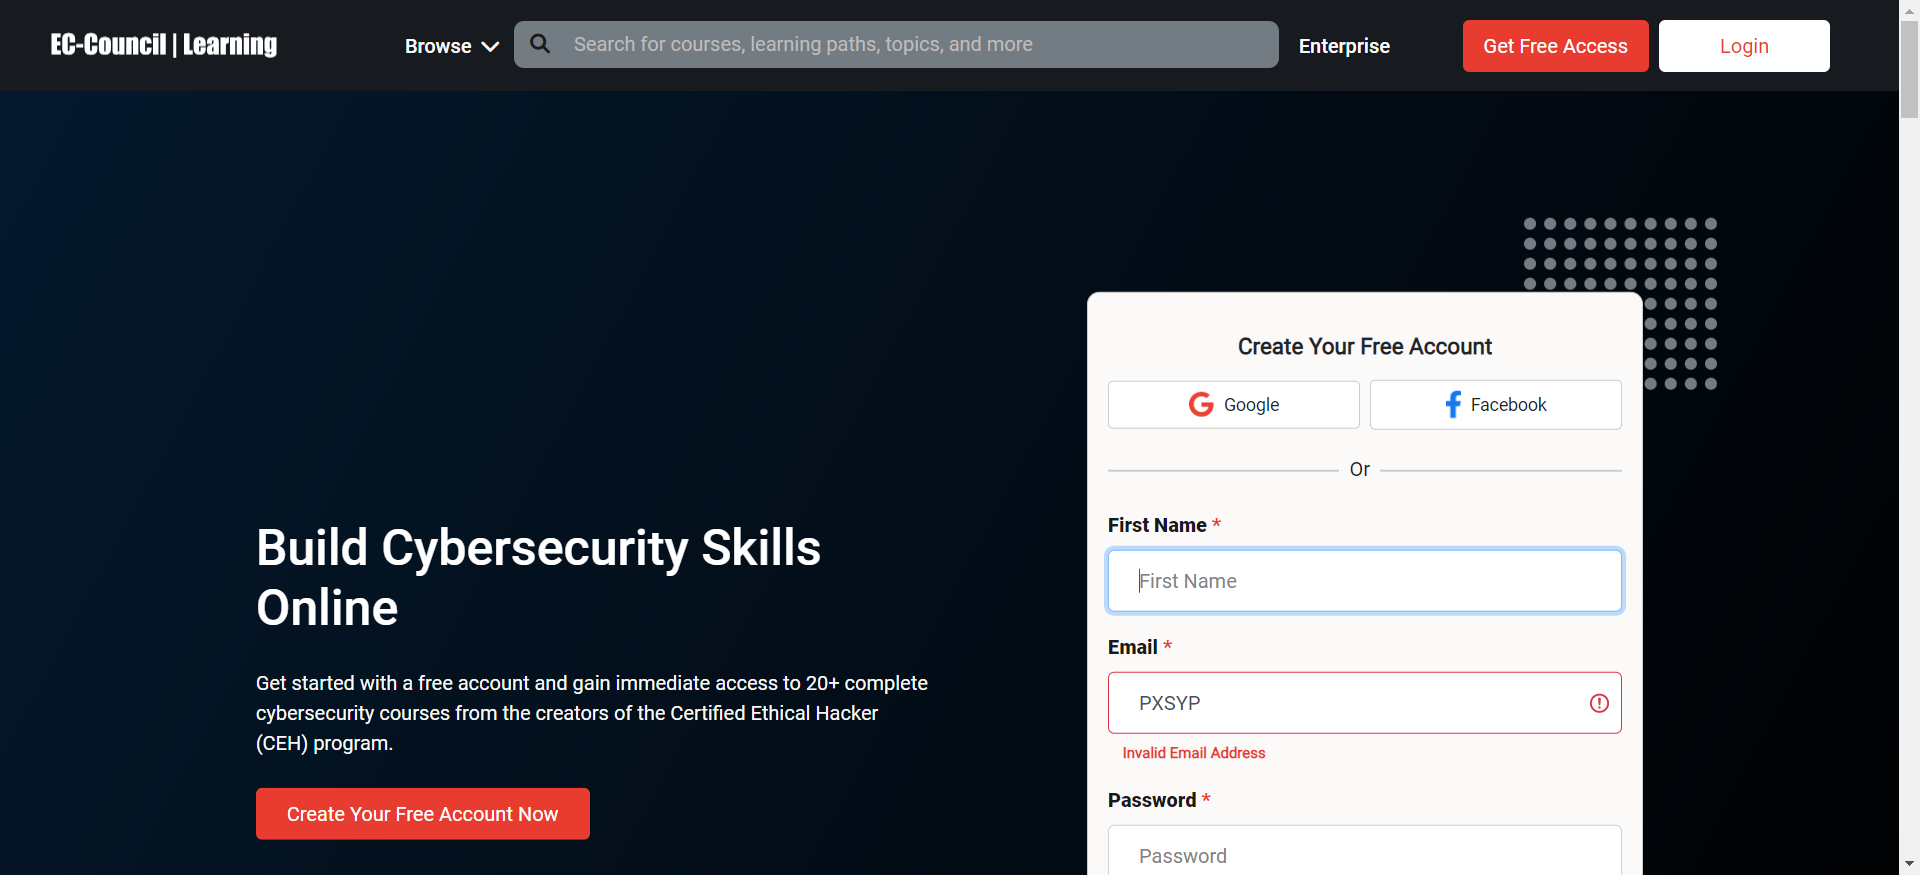 EC-Council | Learning
Browse
Search for courses, learning paths, topics, and more
Enterprise
Get Free Access
Login
Build Cybersecurity Skills
Online
Get started with a free account and gain immediate access to 20+ complete
cybersecurity courses from the creators of the Certified Ethical Hacker
(CEH) program.
Create Your Free Account Now
Create Your Free Account
Google
Facebook
Or
First Name *
First Name
Email *
PXSYP
Invalid Email Address
Password *
Password